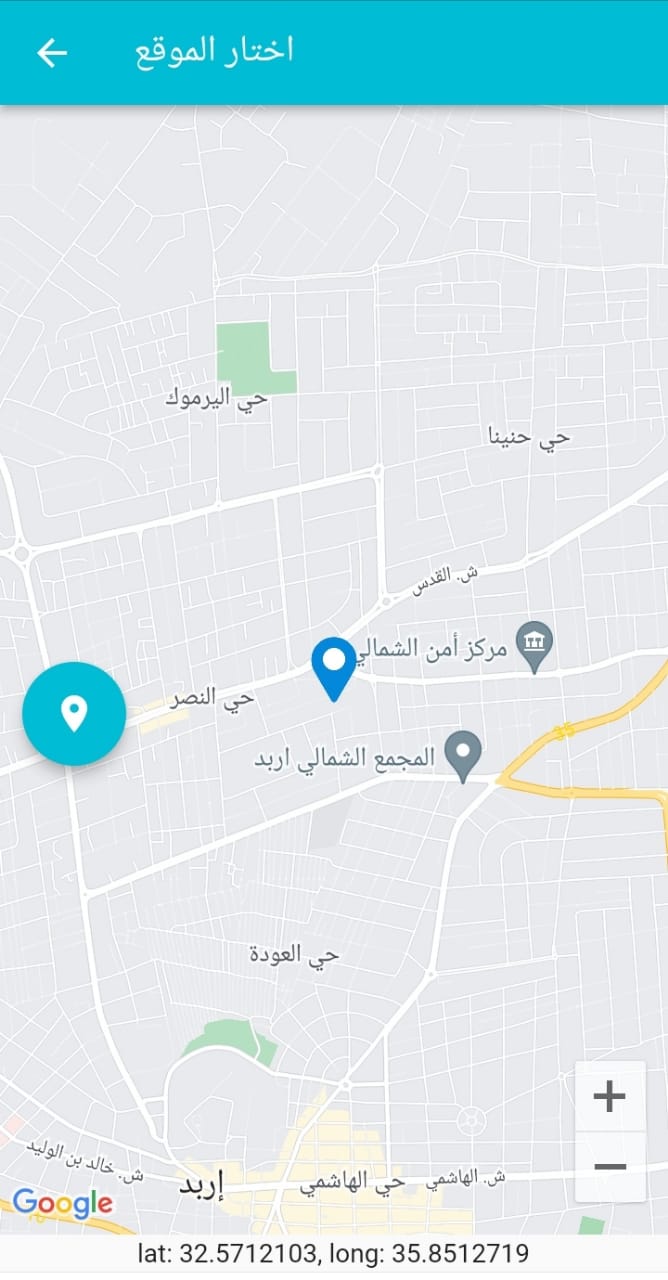 اختار الموقع
حي اليرموك
حي حنينا
ش. القدس
مركز أمن الشمالي
حي النصر
35
المجمع الشمالي اربد
حي العودة
ش. خالد بن الوليد
إربد
حي الهاشمي
ش. الهاشمي
Google
lat: 32.5712103, long: 35.8512719